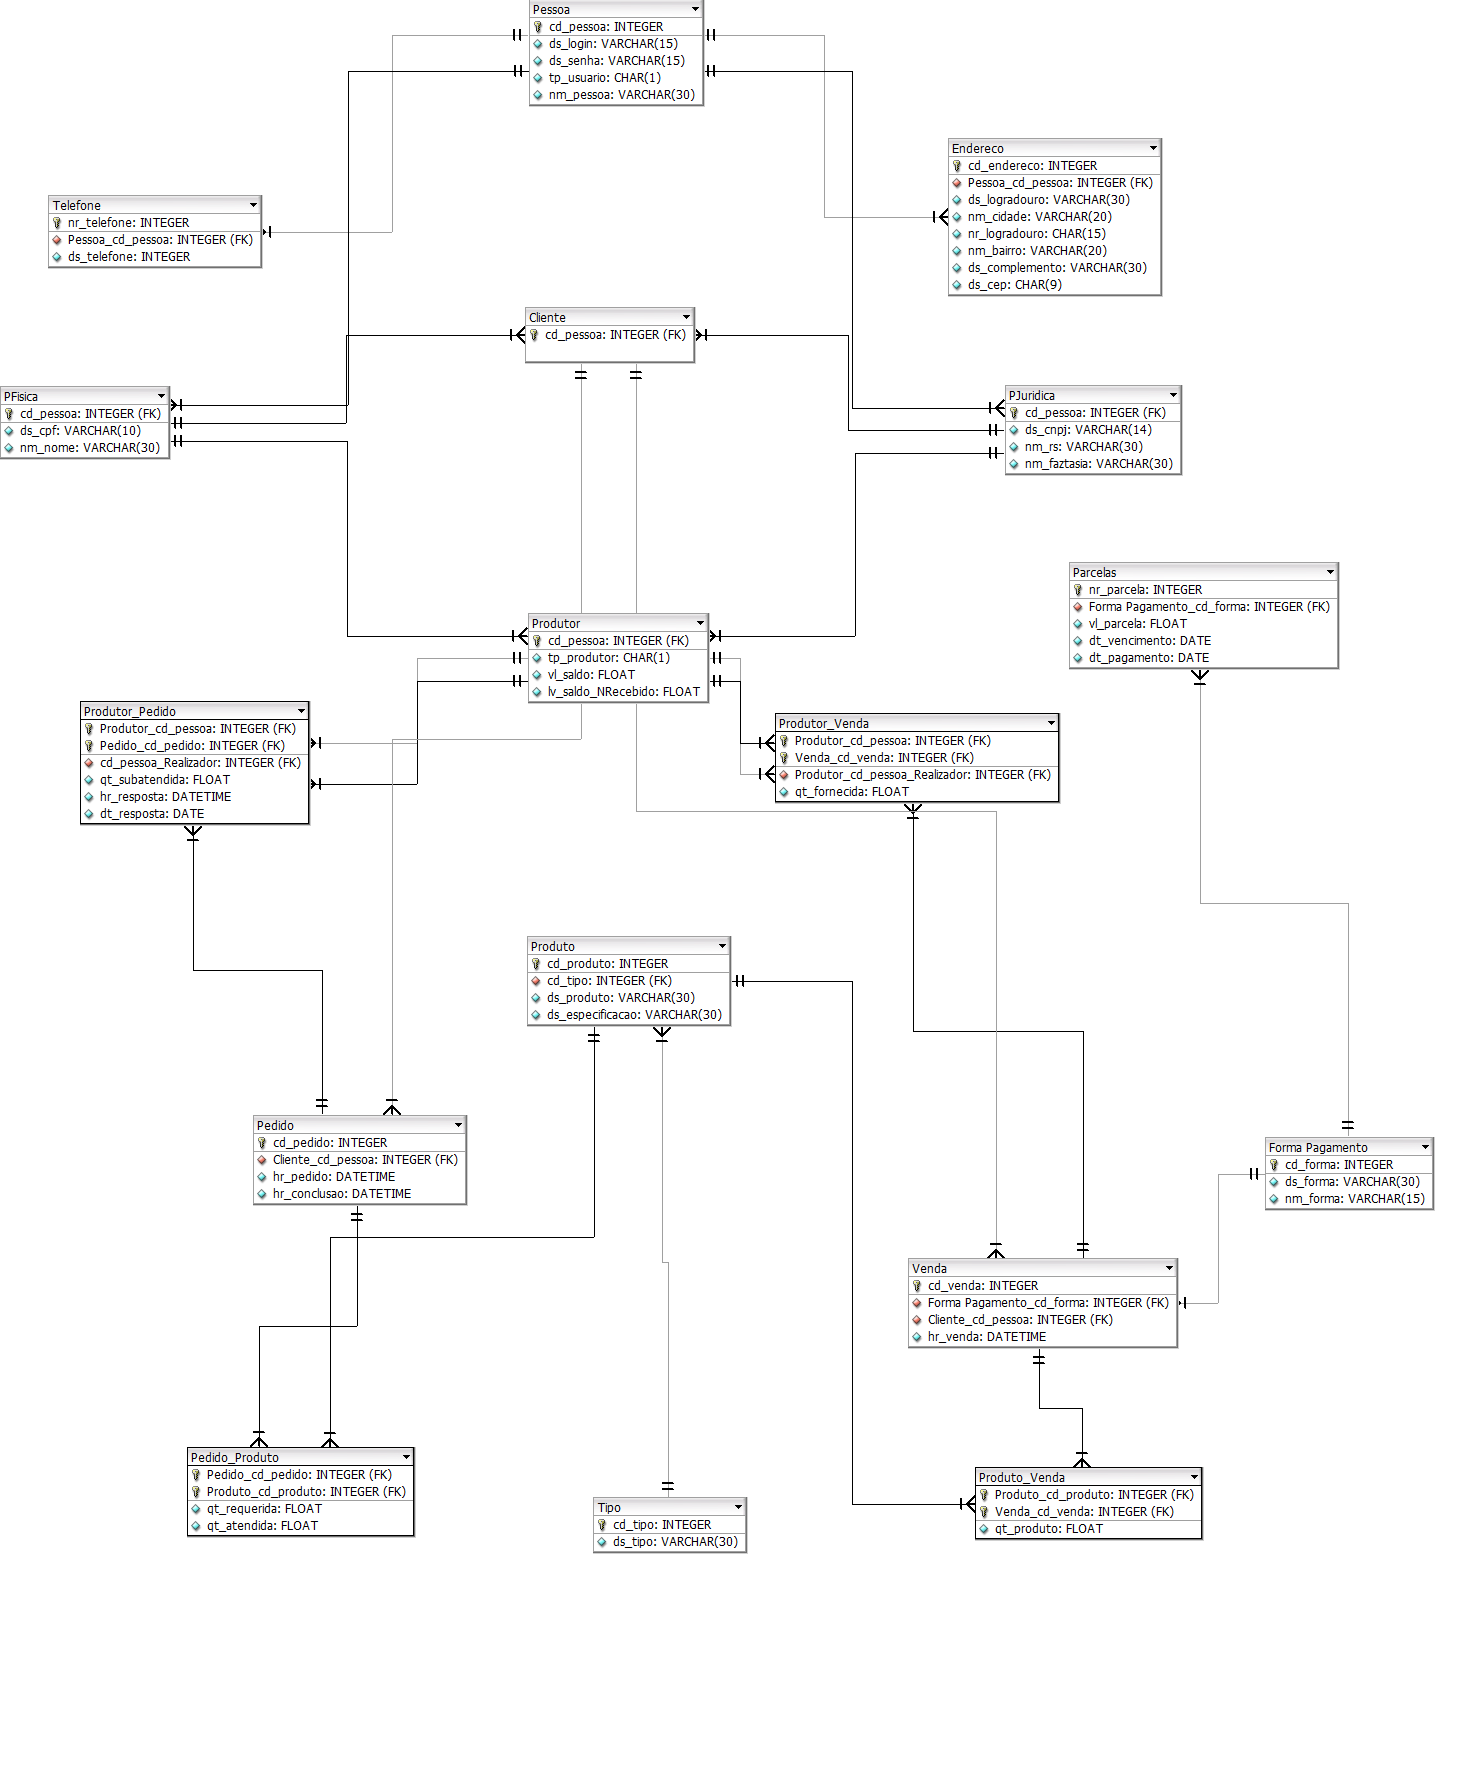 Pessoa
cd_pessoa: INTEGER
ds_login: VARCHAR(15)
ds_senha: VARCHAR(15)
tp_usuario: CHAR(1)
nm_pessoa: VARCHAR(30)
Endereco
cd_endereco: INTEGER
Pessoa_cd_pessoa: INTEGER (FK)
ds_logradouro: VARCHAR(30)
nm_cidade: VARCHAR(20)
nr_logradouro: CHAR(15)
nm_bairro: VARCHAR(20)
ds_complemento: VARCHAR(30)
ds_cep: CHAR(9)
Telefone
nr_telefone: INTEGER
Pessoa_cd_pessoa: INTEGER (FK)
ds_telefone: INTEGER
Cliente
cd_pessoa: INTEGER (FK)
PFisica
cd_pessoa: INTEGER (FK)
ds_cpf: VARCHAR(10)
nm_nome: VARCHAR(30)
PJuridica
cd_pessoa: INTEGER (FK)
ds_cnpj: VARCHAR(14)
nm_rs: VARCHAR(30)
nm_faztasia: VARCHAR(30)
Parcelas
nr_parcela: INTEGER
Forma Pagamento_cd_forma: INTEGER (FK)
vl_parcela: FLOAT
dt_vencimento: DATE
dt_pagamento: DATE
Produtor
cd_pessoa: INTEGER (FK)
tp_produtor: CHAR(1)
vl_saldo: FLOAT
lv_saldo_NRecebido: FLOAT
Produtor_Pedido
Produtor_cd_pessoa: INTEGER (FK)
Pedido_cd_pedido: INTEGER (FK)
cd_pessoa_Realizador: INTEGER (FK)
qt_subatendida: FLOAT
hr_resposta: DATETIME
dt_resposta: DATE
Produtor_Venda
Produtor_cd_pessoa: INTEGER (FK)
Venda_cd_venda: INTEGER (FK)
Produtor_cd_pessoa_Realizador: INTEGER (FK)
qt_fornecida: FLOAT
Produto
cd_produto: INTEGER
cd_tipo: INTEGER (FK)
ds_produto: VARCHAR(30)
ds_especificacao: VARCHAR(30)
Pedido
cd_pedido: INTEGER
Cliente_cd_pessoa: INTEGER (FK)
hr_pedido: DATETIME
hr_conclusao: DATETIME
Forma Pagamento
cd_forma: INTEGER
ds_forma: VARCHAR(30)
nm_forma: VARCHAR(15)
Venda
cd_venda: INTEGER
Forma Pagamento_cd_forma: INTEGER (FK)
Cliente_cd_pessoa: INTEGER (FK)
hr_venda: DATETIME
Pedido_Produto
Pedido_cd_pedido: INTEGER (FK)
Produto_cd_produto: INTEGER (FK)
qt_requerida: FLOAT
qt_atendida: FLOAT
Tipo
cd_tipo: INTEGER
ds_tipo: VARCHAR(30)
Produto_Venda
Produto_cd_produto: INTEGER (FK)
Venda_cd_venda: INTEGER (FK)
qt_produto: FLOAT